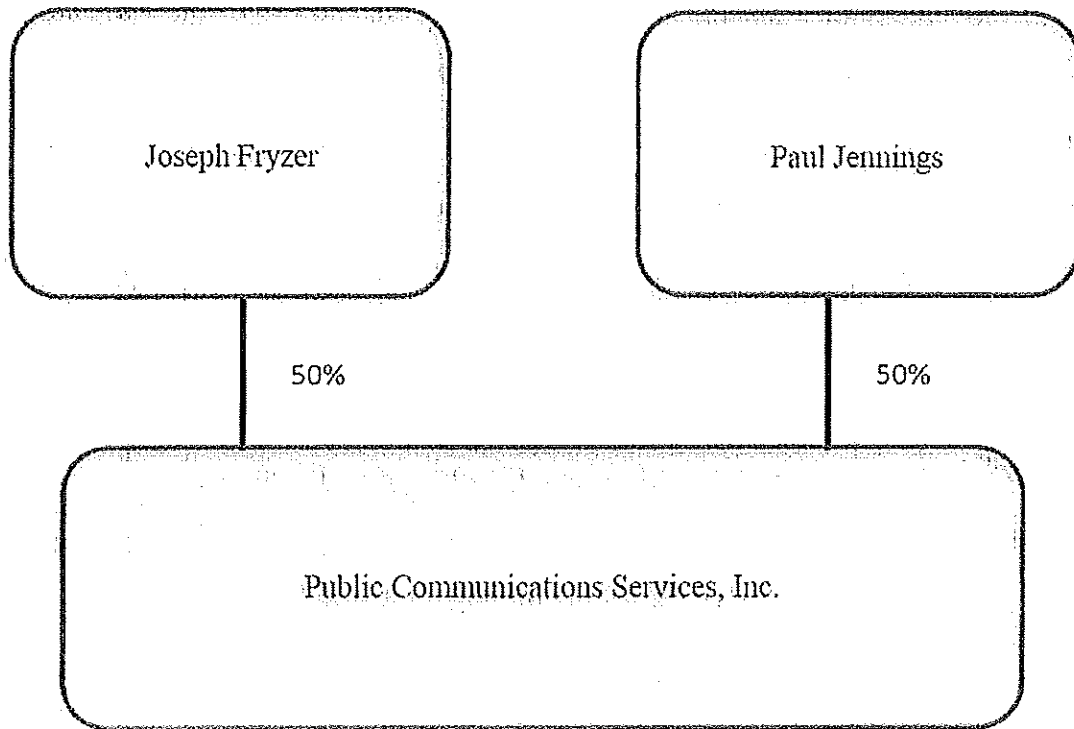 Joseph Fryzer
Paul Jennings
50%
50%
Public Communications Services, Inc.